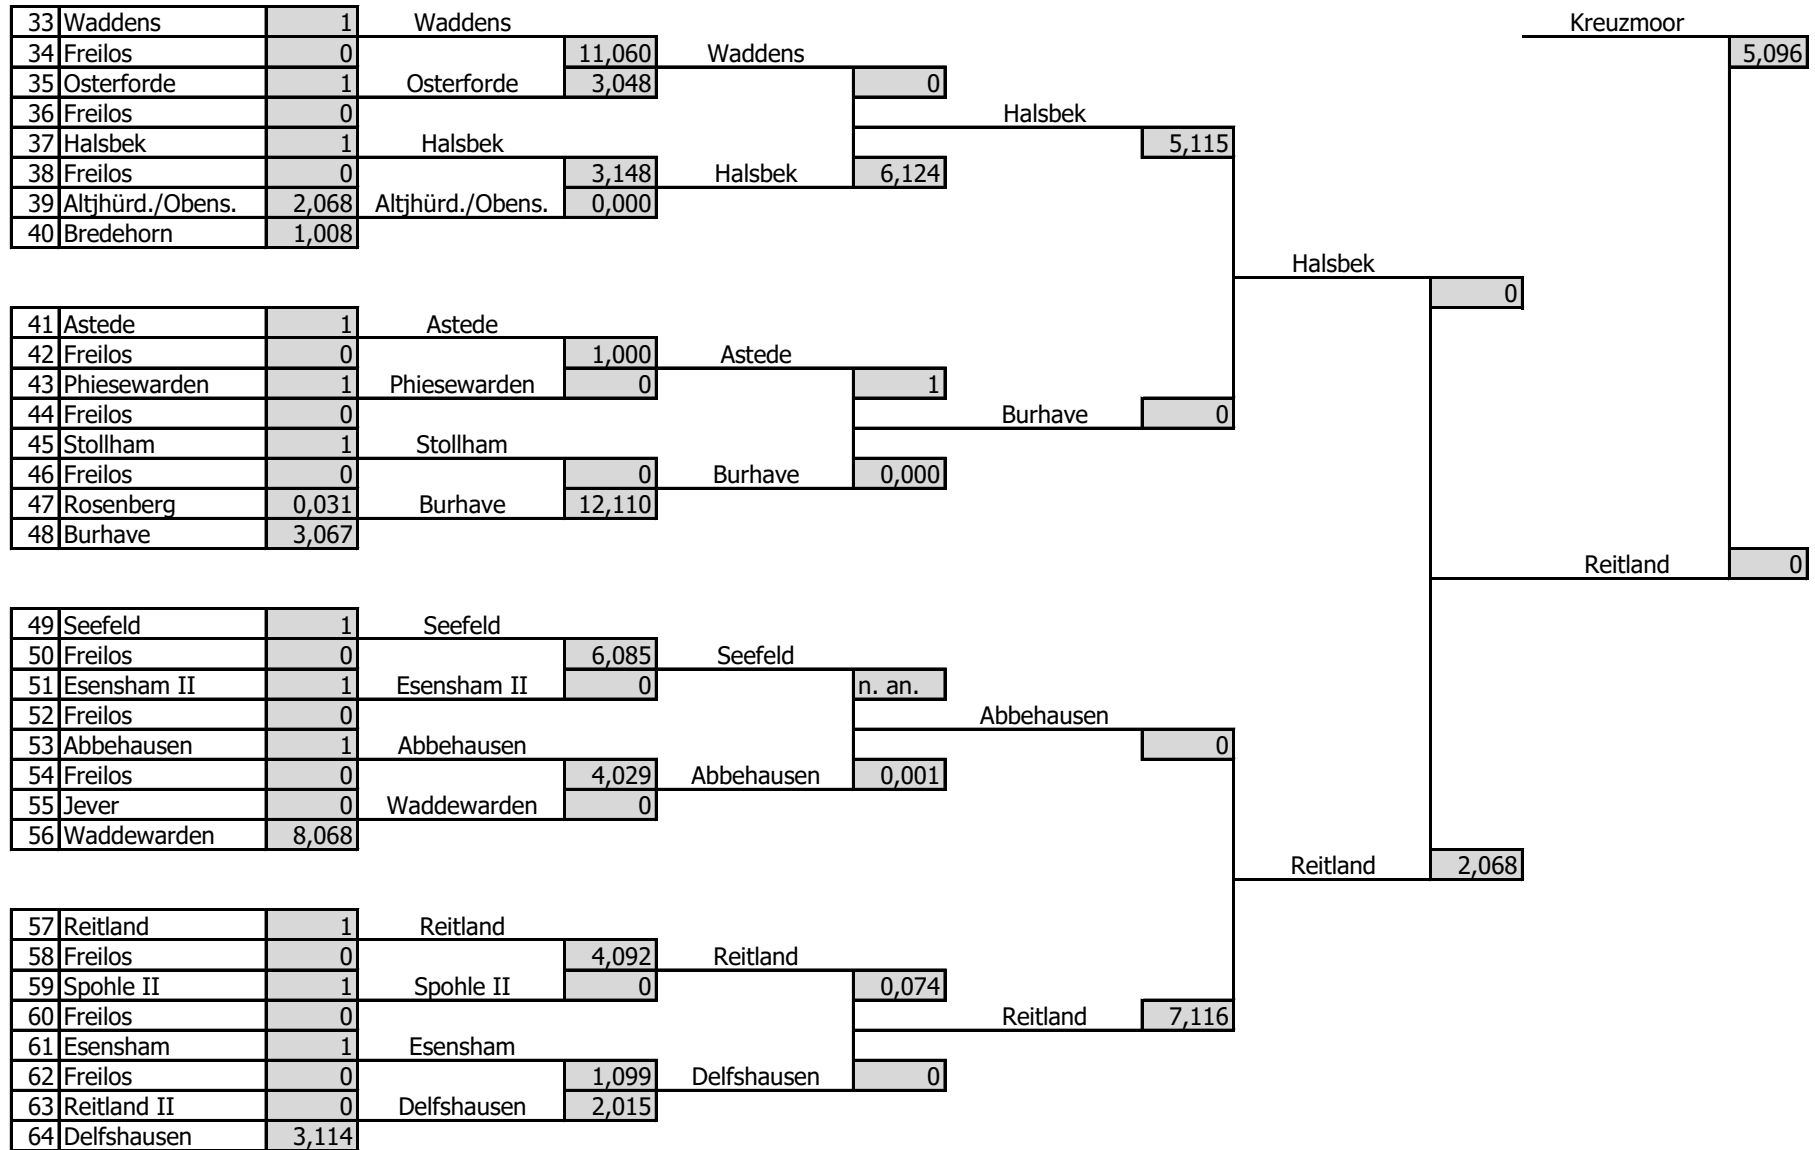 33 Waddens 1 Waddens Kreuzmoor
34 Freilos 0 11,060 Waddens 5,096
35 Osterforde 1 Osterforde 3,048 0
36 Freilos 0 Halsbek
37 Halsbek 1 Halsbek 5,115
38 Freilos 0 3,148 Halsbek 6,124
39 Altjhürd./Obens. 2,068 Altjhürd./Obens. 0,000
40 Bredehorn 1,008
Halsbek
0
41 Astede 1 Astede
42 Freilos 0 1,000 Astede
43 Phiesewarden 1 Phiesewarden 0 1
44 Freilos 0 Burhave 0
45 Stollham 1 Stollham
46 Freilos 0 0 Burhave 0,000
47 Rosenberg 0,031 Burhave 12,110
48 Burhave 3,067
Reitland 0
49 Seefeld 1 Seefeld
50 Freilos 0 6,085 Seefeld
51 Esensham II 1 Esensham II 0 n. an.
52 Freilos 0 Abbehausen
53 Abbehausen 1 Abbehausen 0
54 Freilos 0 4,029 Abbehausen 0,001
55 Jever 0 Waddewarden 0
56 Waddewarden 8,068
Reitland 2,068
57 Reitland 1 Reitland
58 Freilos 0 4,092 Reitland
59 Spohle II 1 Spohle II 0 0,074
60 Freilos 0 Reitland 7,116
61 Esensham 1 Esensham
62 Freilos 0 1,099 Delfshausen 0
63 Reitland II 0 Delfshausen 2,015
64 Delfshausen 3,114